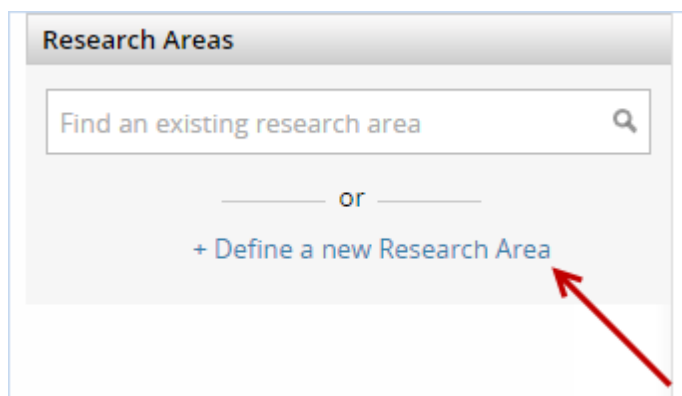 Research Areas
Find an existing research area
or
+ Define a new Research Area